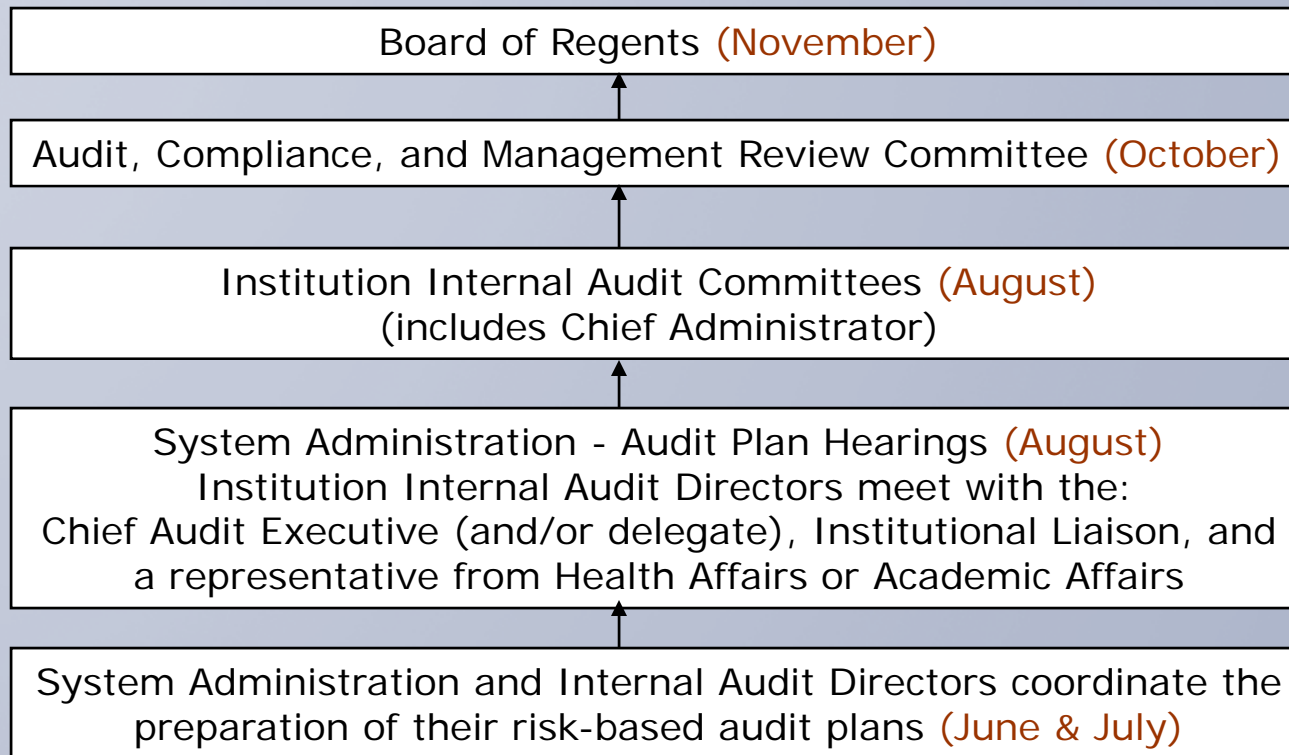 Board of Regents (November)
Audit, Compliance, and Management Review Committee (October)
Institution Internal Audit Committees (August)
(includes Chief Administrator)
System Administration - Audit Plan Hearings (August)
Institution Internal Audit Directors meet with the:
Chief Audit Executive (and/or delegate), Institutional Liaison, and
a representative from Health Affairs or Academic Affairs
System Administration and Internal Audit Directors coordinate the
preparation of their risk-based audit plans (June & July)